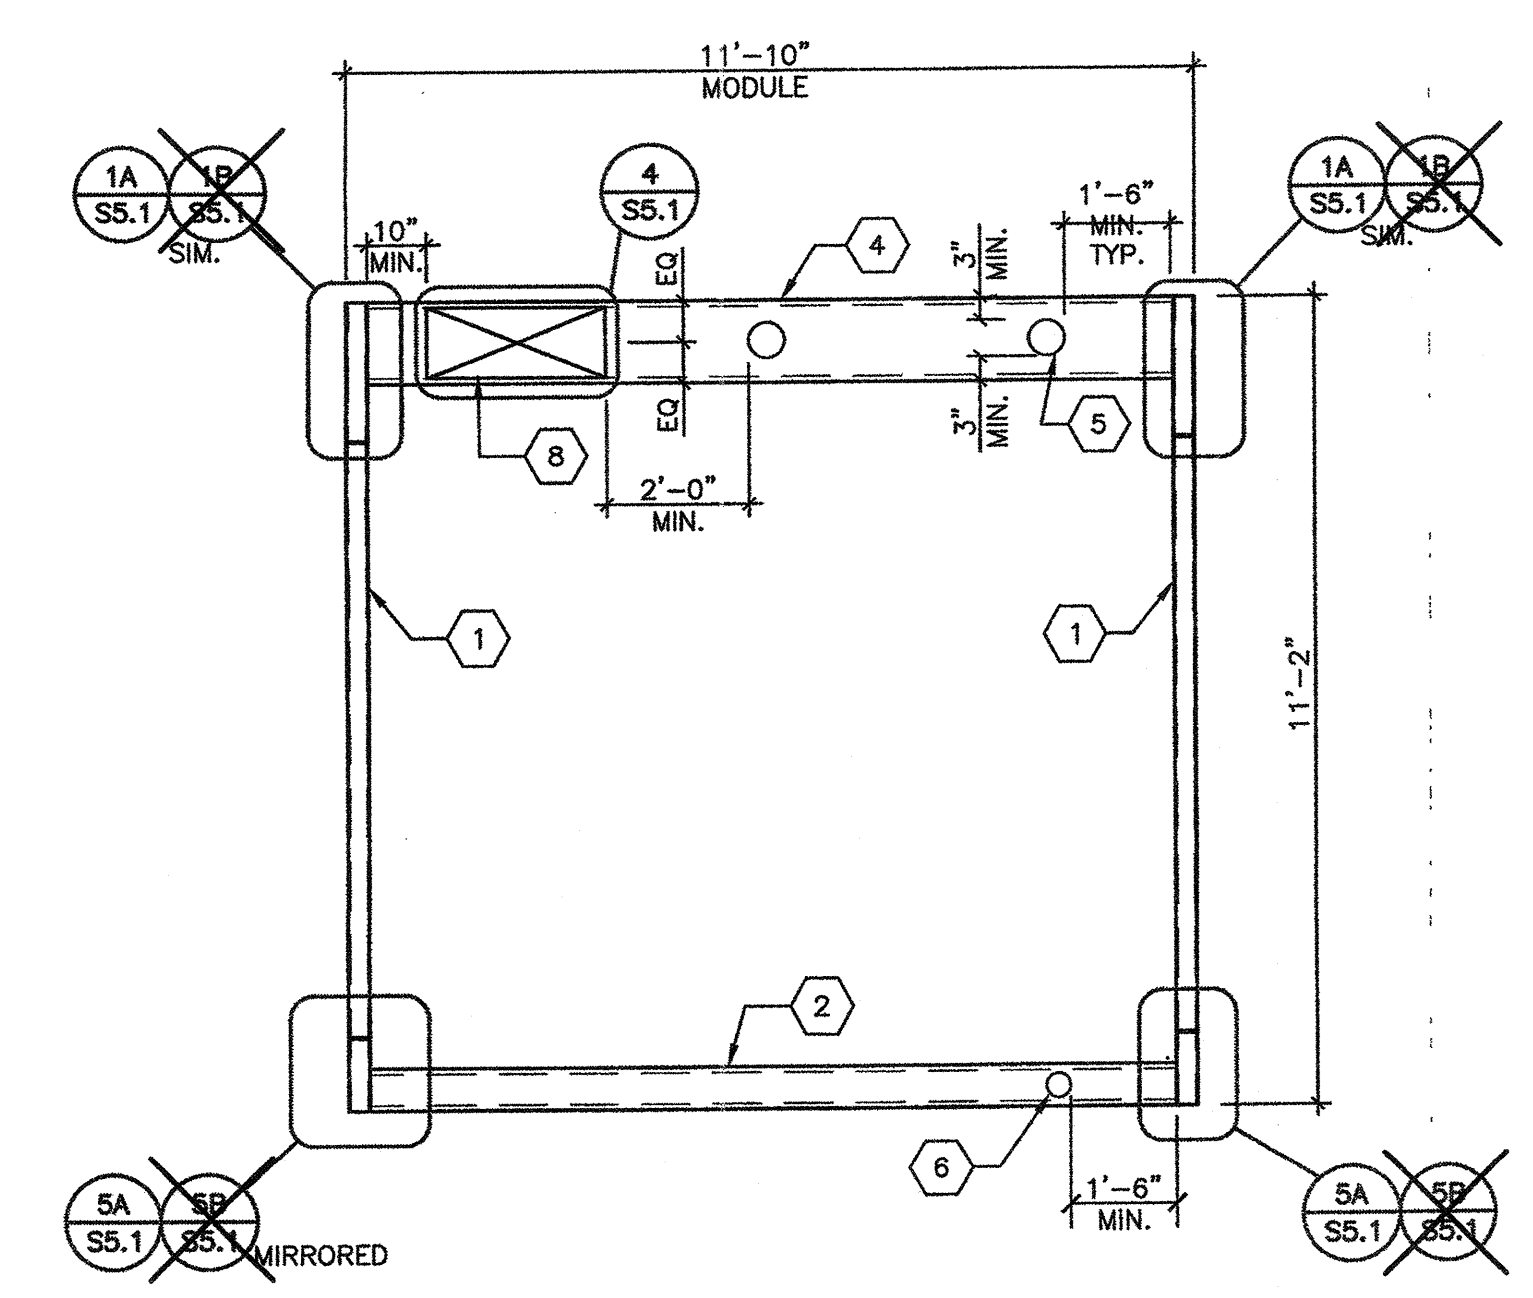 11'-10"
MODULE
1A
S5.1
1B
S5.1
SIM.
4
S5.1
1A
S5.1
1B
S5.1
SIM.
10"
MIN.
EQ
4
3"
MIN.
1'-6"
MIN.
TYP.
EQ
3"
MIN.
5
8
2'-0"
MIN.
1
1
11'-2"
2
6
1'-6"
MIN.
5A
S5.1
5B
S5.1
MIRRORED
5A
S5.1
5B
S5.1